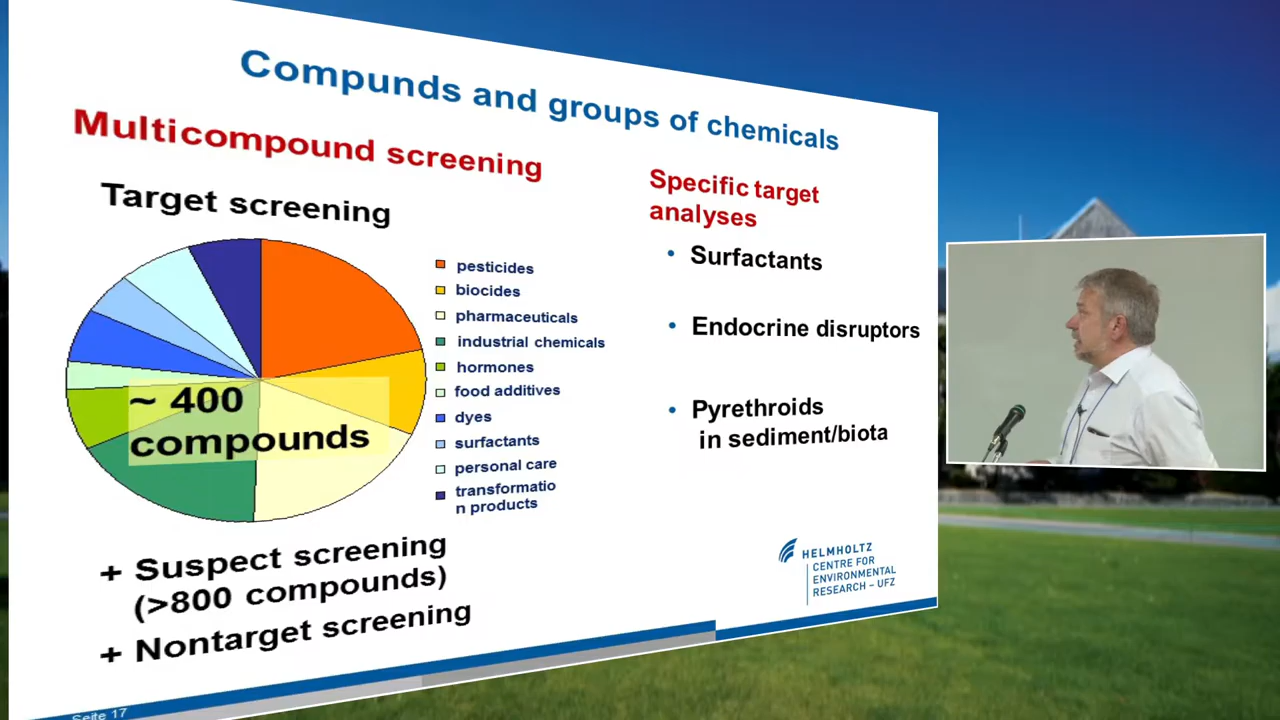 Compunds and groups of chemicals
Multicompound screening
Target screening
~ 400
compounds
pesticides
biocides
pharmaceuticals
industrial chemicals
hormones
food additives
dyes
surfactants
personal care
transformatio
n products
+ Suspect screening
(>800 compounds)
+ Nontarget screening
Specific target
analyses
• Surfactants
• Endocrine disruptors
• Pyrethroids
in sediment/biota
HELMHOLTZ
CENTRE FOR
ENVIRONMENTAL
RESEARCH – UFZ
Seite 17